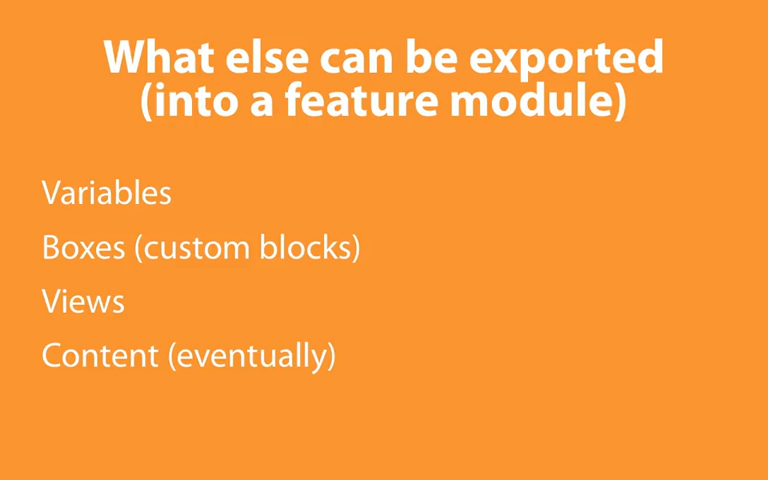 What else can be exported
(into a feature module)
Variables
Boxes (custom blocks)
Views
Content (eventually)